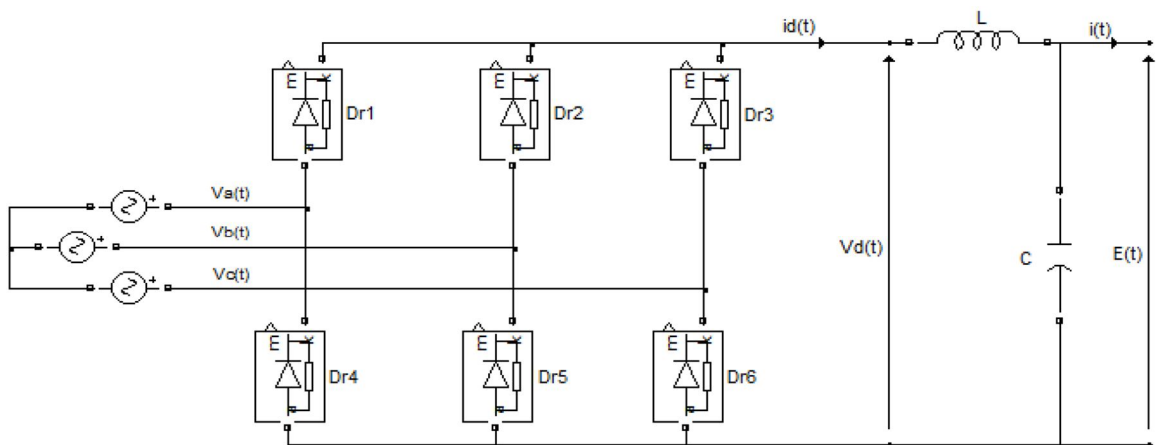 id(t)
L
i(t)
m
Dr1
m
Dr2
m
Dr3
Va(t)
Vb(t)
Vc(t)
Vd(t)
C
E(t)
m
Dr4
m
Dr5
m
Dr6